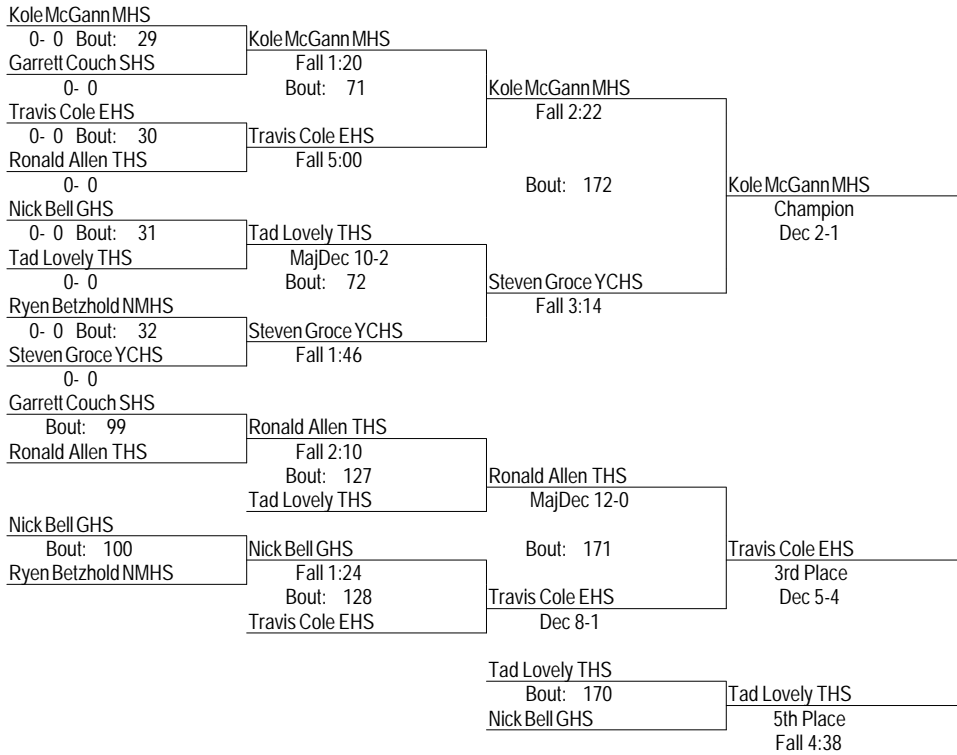 Kole McGann MHS
0- 0 Bout: 29
Garrett Couch SHS
0- 0
Travis Cole EHS
0- 0 Bout: 30
Ronald Allen THS
0- 0
Nick Bell GHS
0- 0 Bout: 31
Tad Lovely THS
0- 0
Ryen Betzhold NMHS
0- 0 Bout: 32
Steven Groce YCHS
0- 0
Kole McGann MHS
Fall 1:20
Bout: 71
Travis Cole EHS
Fall 5:00
Tad Lovely THS
MajDec 10-2
Bout: 72
Steven Groce YCHS
Fall 1:46
Kole McGann MHS
Fall 2:22
Bout: 172
Steven Groce YCHS
Fall 3:14
Kole McGann MHS
Champion
Dec 2-1
Garrett Couch SHS
Bout: 99
Ronald Allen THS
Nick Bell GHS
Bout: 100
Ryen Betzhold NMHS
Ronald Allen THS
Fall 2:10
Bout: 127
Tad Lovely THS
Nick Bell GHS
Fall 1:24
Bout: 128
Travis Cole EHS
Ronald Allen THS
MajDec 12-0
Bout: 171
Travis Cole EHS
Dec 8-1
Travis Cole EHS
3rd Place
Dec 5-4
Tad Lovely THS
Bout: 170
Nick Bell GHS
Tad Lovely THS
5th Place
Fall 4:38